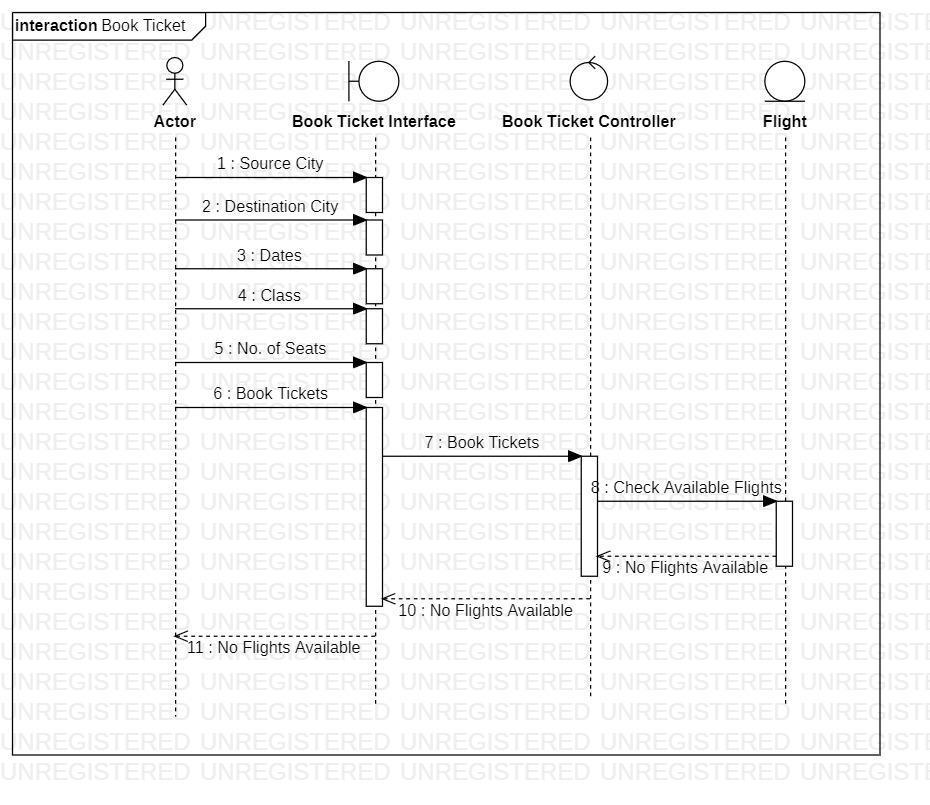 interaction Book Ticket
Actor
Book Ticket Interface
Book Ticket Controller
Flight
1 : Source City
2 : Destination City
3 : Dates
4 : Class
5 : No. of Seats
6 : Book Tickets
7 : Book Tickets
8 : Check Available Flights
9 : No Flights Available
10 : No Flights Available
11 : No Flights Available
UNREGISTERED